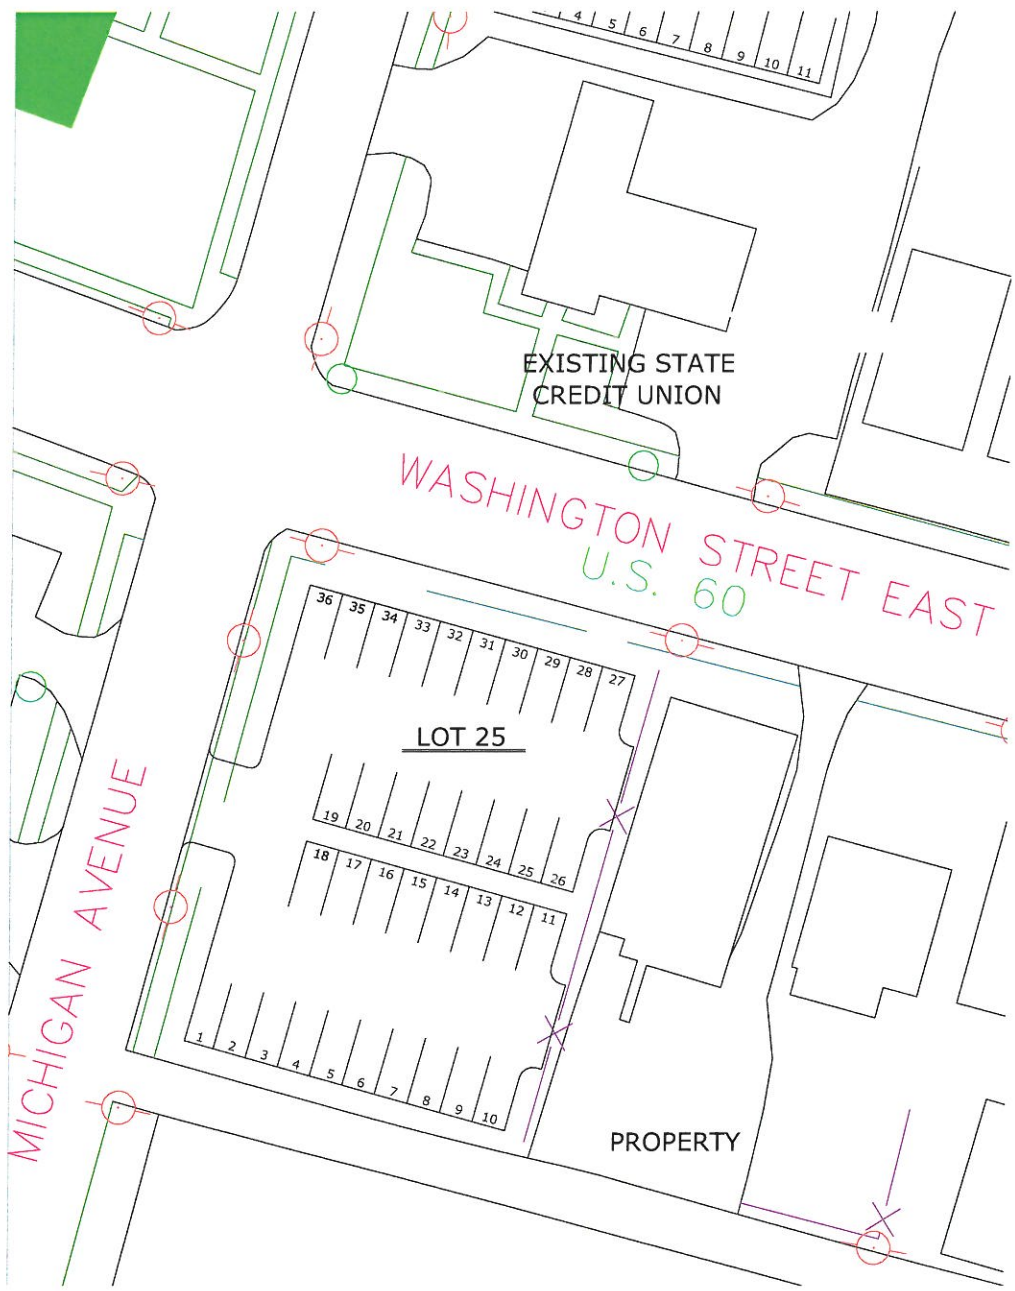 4 5 6 7 8 9 10 11
EXISTING STATE
CREDIT UNION
WASHINGTON STREET EAST
U.S. 60
36 35 34 33 32 31 30 29 28 27
LOT 25
19 20 21 22 23 24 25 26
18 17 16 15 14 13 12 11
1 2 3 4 5 6 7 8 9 10
MICHIGAN AVENUE
PROPERTY